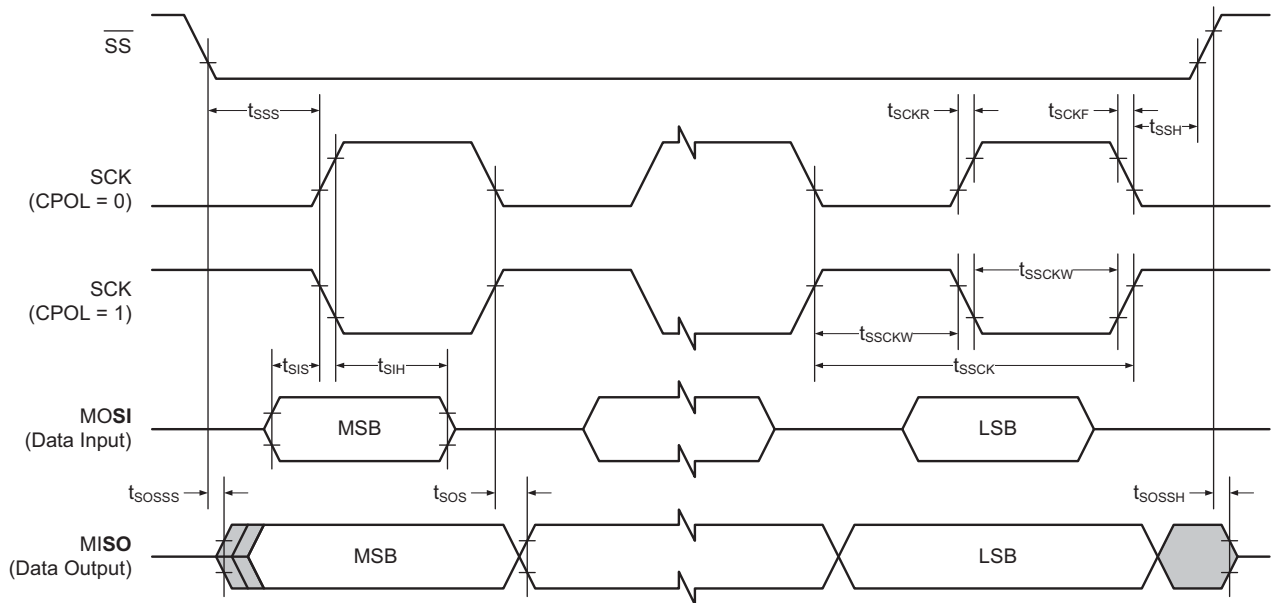 SS
tSSS
tSCKR
tSCKF
tSSH
SCK
(CPOL = 0)
SCK
(CPOL = 1)
tSSCKW
tSSCKW
tSIS
tSIH
tSSCK
MOSI
(Data Input)
MSB
LSB
tSOSSS
tSOS
tSOSSH
MISO
(Data Output)
MSB
LSB